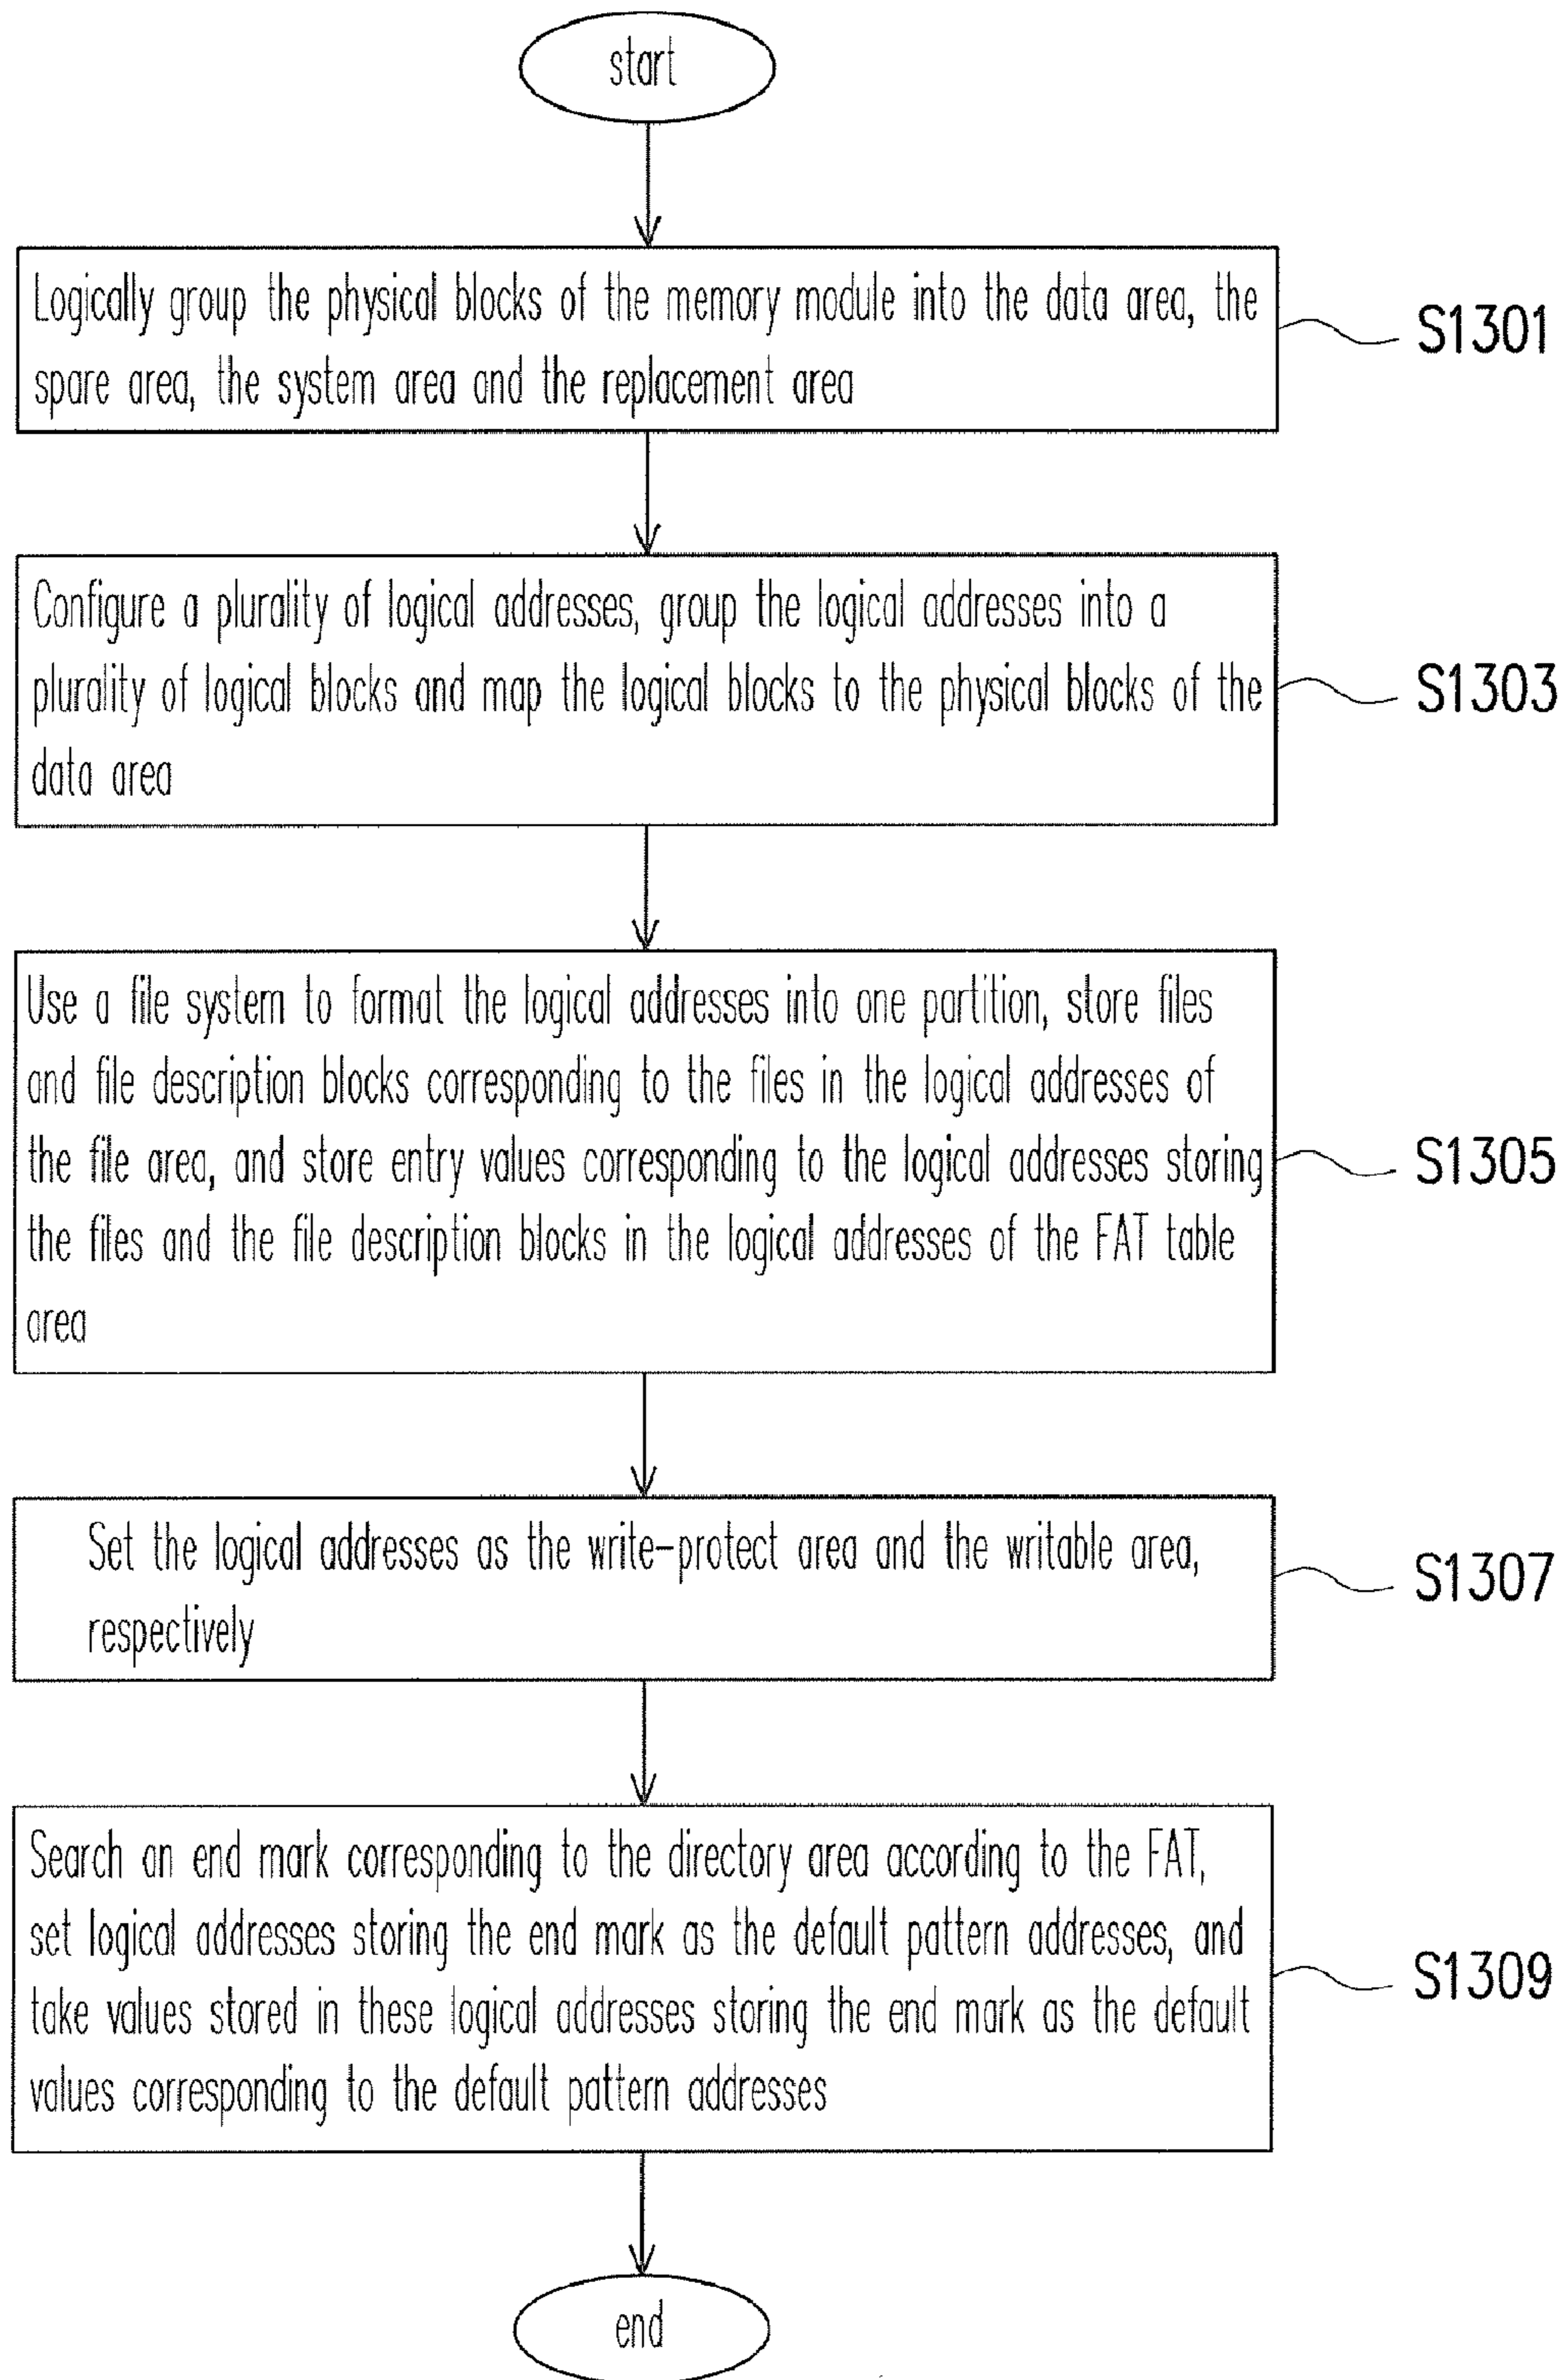 start
Logically group the physical blocks of the memory module into the data area, the
spare area, the system area and the replacement area
S1301
Configure a plurality of logical addresses, group the logical addresses into a
plurality of logical blocks and map the logical blocks to the physical blocks of the
data area
S1303
Use a file system to format the logical addresses into one partition, store files
and file description blocks corresponding to the files in the logical addresses of
the file area, and store entry values corresponding to the logical addresses storing
the files and the file description blocks in the logical addresses of the FAT table
area
S1305
Set the logical addresses as the write-protect area and the writable area,
respectively
S1307
Search an end mark corresponding to the directory area according to the FAT,
set logical addresses storing the end mark as the default pattern addresses, and
take values stored in these logical addresses storing the end mark as the default
values corresponding to the default pattern addresses
S1309
end